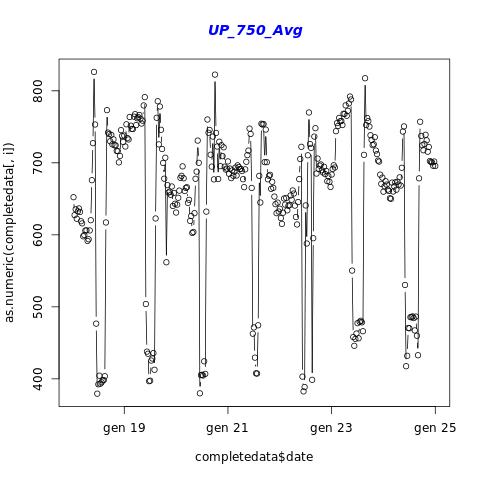 UP_750_Avg
as.numeric(completedata[, i])
800
700
600
500
400
gen 19
gen 21
gen 23
gen 25
completedata$date